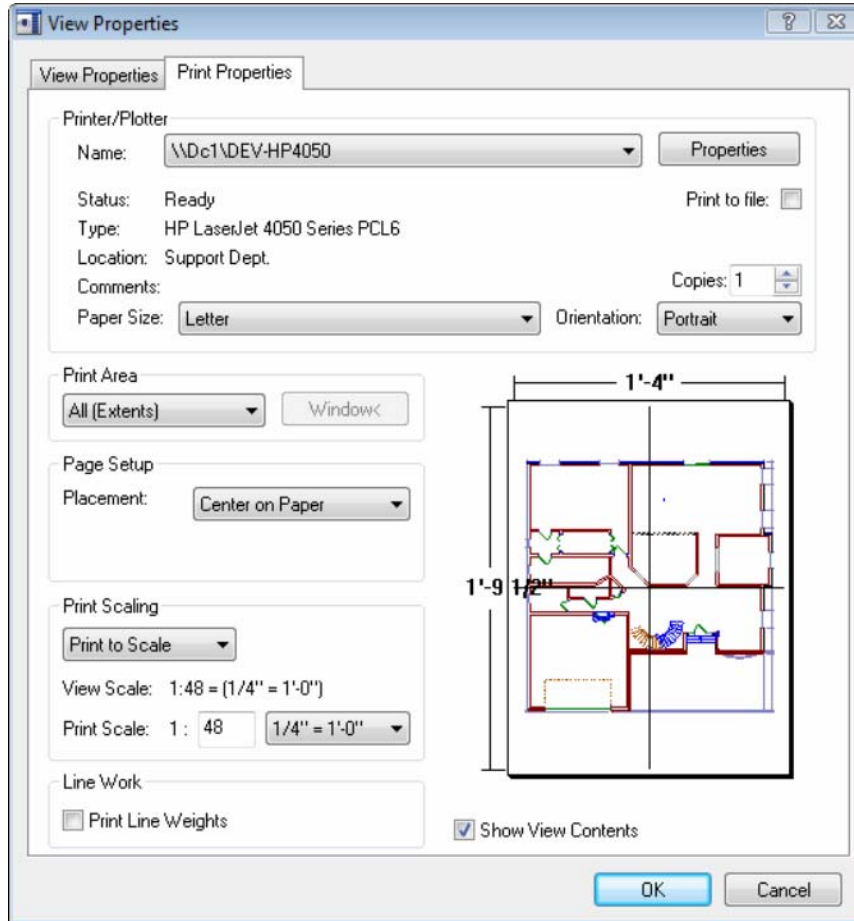 View Properties
View Properties Print Properties
Printer/Plotter
Name: \\Dc1\DEV-HP4050 Properties
Status: Ready Print to file:
Type: HP LaserJet 4050 Series PCL6
Location: Support Dept.
Comments: Copies: 1
Paper Size: Letter Orientation: Portrait
Print Area
All (Extents) Window<
Page Setup
Placement: Center on Paper
Print Scaling
Print to Scale
View Scale: 1:48 = (1/4" = 1'-0")
Print Scale: 1 : 48 1/4" = 1'-0"
Line Work
Print Line Weights
1'-4"
1'-9 1/2"
Show View Contents
OK Cancel